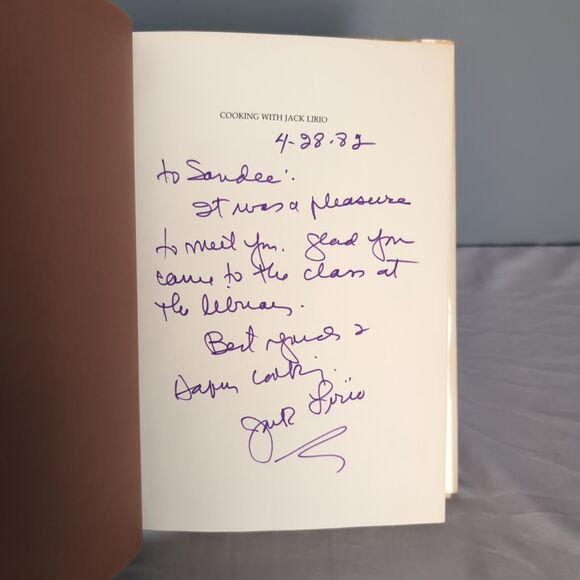 COOKING WITH JACK LIRIO
4-28-82
to Sandee:
It was a pleasure
to meet you. Glad you
came to the class at
the library.
Best regards &
Happy cooking.
Jack Lirio